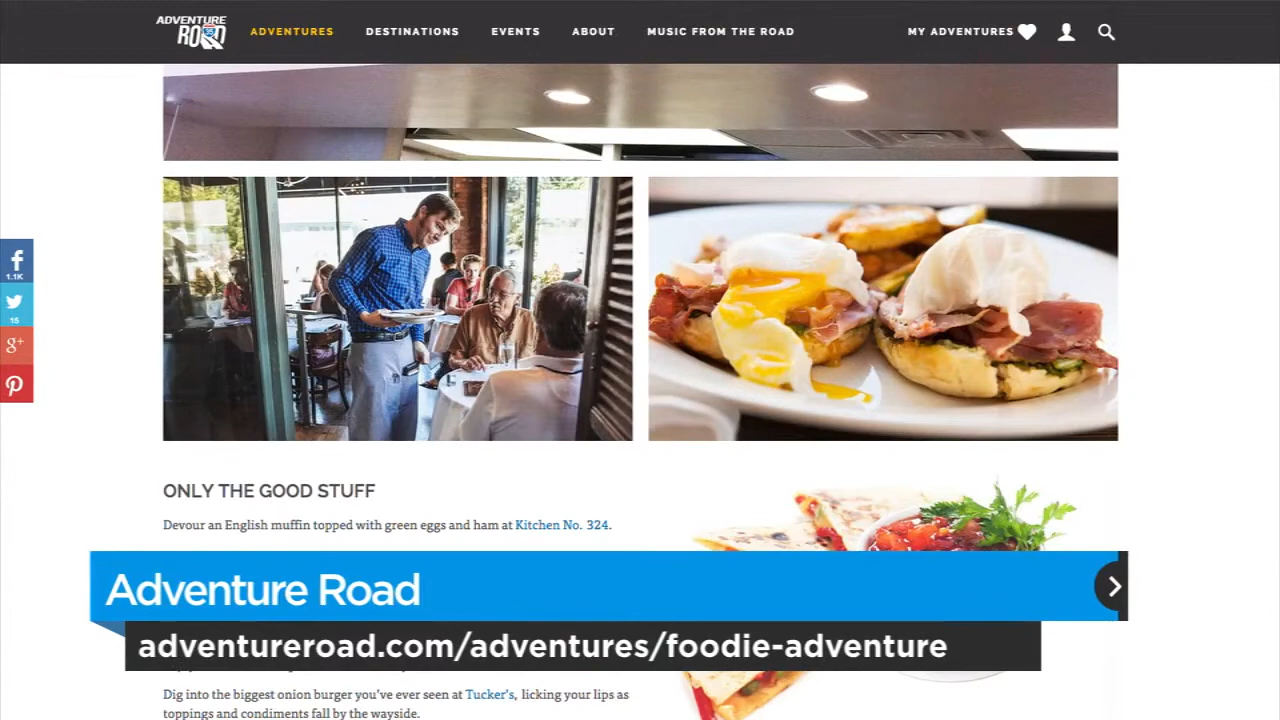 ADVENTURE
ROAD
ADVENTURES
DESTINATIONS
EVENTS
ABOUT
MUSIC FROM THE ROAD
MY ADVENTURES
f
1.1K
15
g+
ONLY THE GOOD STUFF
Devour an English muffin topped with green eggs and ham at Kitchen No. 324.
Adventure Road
adventureroad.com/adventures/foodie-adventure
Dig into the biggest onion burger you've ever seen at Tucker's, licking your lips as
toppings and condiments fall by the wayside.